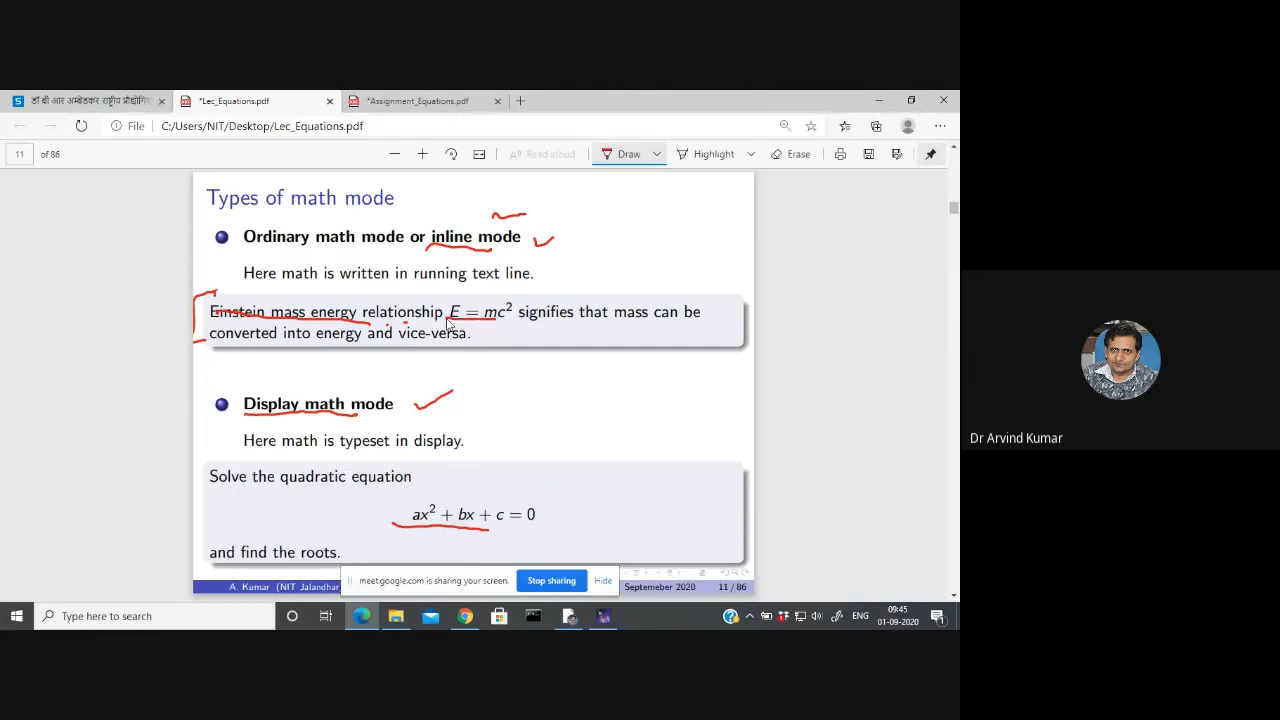 डॉ बी आर अम्बेडकर राष्ट्रीय प्रौद्योगि
*Lec_Equations.pdf
*Assignment_Equations.pdf
File C:/Users/NIT/Desktop/Lec_Equations.pdf
11 of 86 Read aloud Draw Highlight Erase
Types of math mode
Ordinary math mode or inline mode
Here math is written in running text line.
Einstein mass energy relationship E = mc² signifies that mass can be
converted into energy and vice-versa.
Display math mode
Here math is typeset in display.
Solve the quadratic equation
ax² + bx + c = 0
and find the roots.
meet.google.com is sharing your screen. Stop sharing Hide
A. Kumar (NIT Jalandhar Septemeber 2020 11 / 86
Type here to search
ENG
09:45
01-09-2020
1
Dr Arvind Kumar